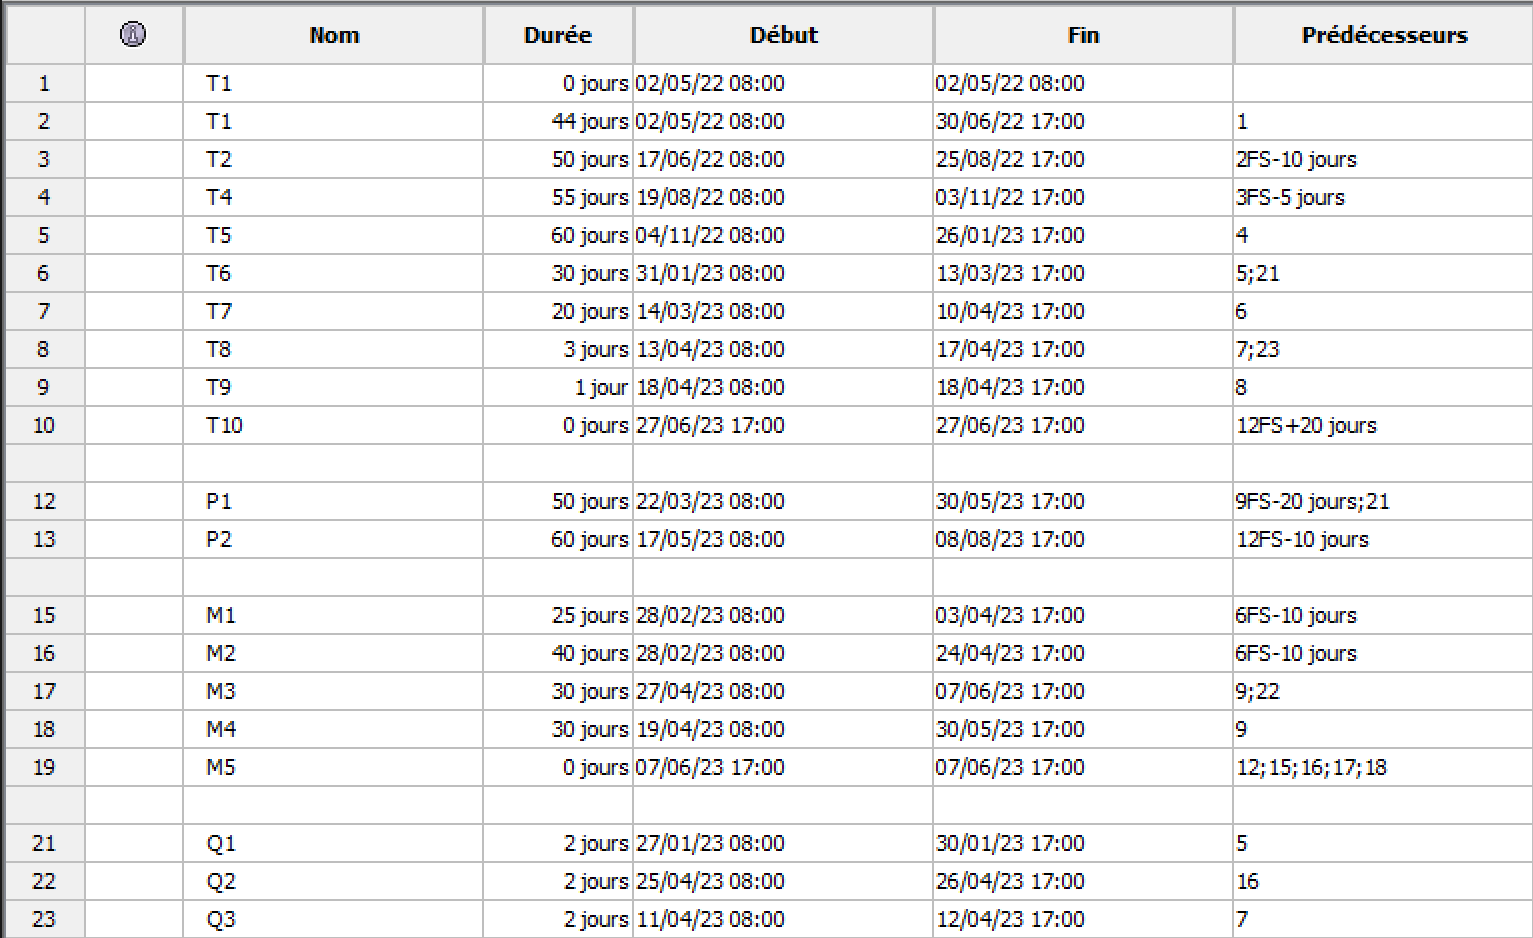 Nom Durée Début Fin Prédécesseurs
1 T1 0 jours 02/05/22 08:00 02/05/22 08:00
2 T1 44 jours 02/05/22 08:00 30/06/22 17:00 1
3 T2 50 jours 17/06/22 08:00 25/08/22 17:00 2FS-10 jours
4 T4 55 jours 19/08/22 08:00 03/11/22 17:00 3FS-5 jours
5 T5 60 jours 04/11/22 08:00 26/01/23 17:00 4
6 T6 30 jours 31/01/23 08:00 13/03/23 17:00 5;21
7 T7 20 jours 14/03/23 08:00 10/04/23 17:00 6
8 T8 3 jours 13/04/23 08:00 17/04/23 17:00 7;23
9 T9 1 jour 18/04/23 08:00 18/04/23 17:00 8
10 T10 0 jours 27/06/23 17:00 27/06/23 17:00 12FS+20 jours
12 P1 50 jours 22/03/23 08:00 30/05/23 17:00 9FS-20 jours;21
13 P2 60 jours 17/05/23 08:00 08/08/23 17:00 12FS-10 jours
15 M1 25 jours 28/02/23 08:00 03/04/23 17:00 6FS-10 jours
16 M2 40 jours 28/02/23 08:00 24/04/23 17:00 6FS-10 jours
17 M3 30 jours 27/04/23 08:00 07/06/23 17:00 9;22
18 M4 30 jours 19/04/23 08:00 30/05/23 17:00 9
19 M5 0 jours 07/06/23 17:00 07/06/23 17:00 12;15;16;17;18
21 Q1 2 jours 27/01/23 08:00 30/01/23 17:00 5
22 Q2 2 jours 25/04/23 08:00 26/04/23 17:00 16
23 Q3 2 jours 11/04/23 08:00 12/04/23 17:00 7